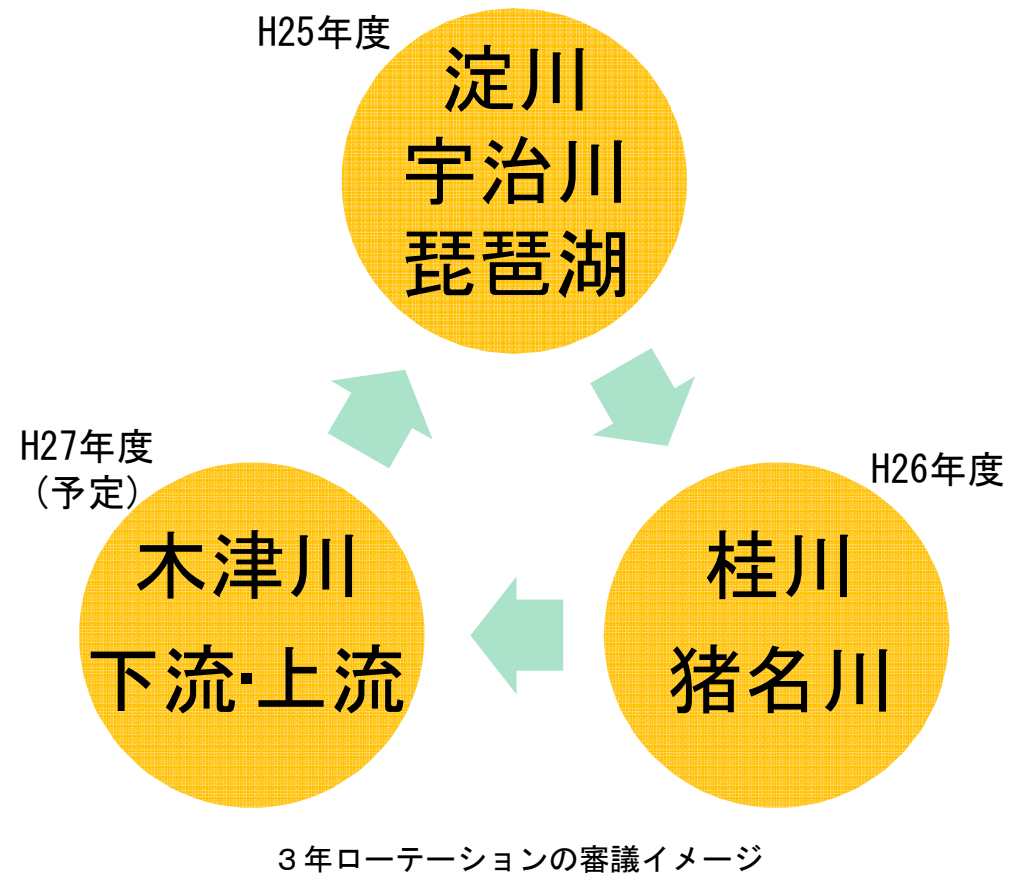 H25年度
淀川
宇治川
琵琶湖
H26年度
桂川
猪名川
H27年度
(予定)
木津川
下流・上流
3年ローテーションの審議イメージ